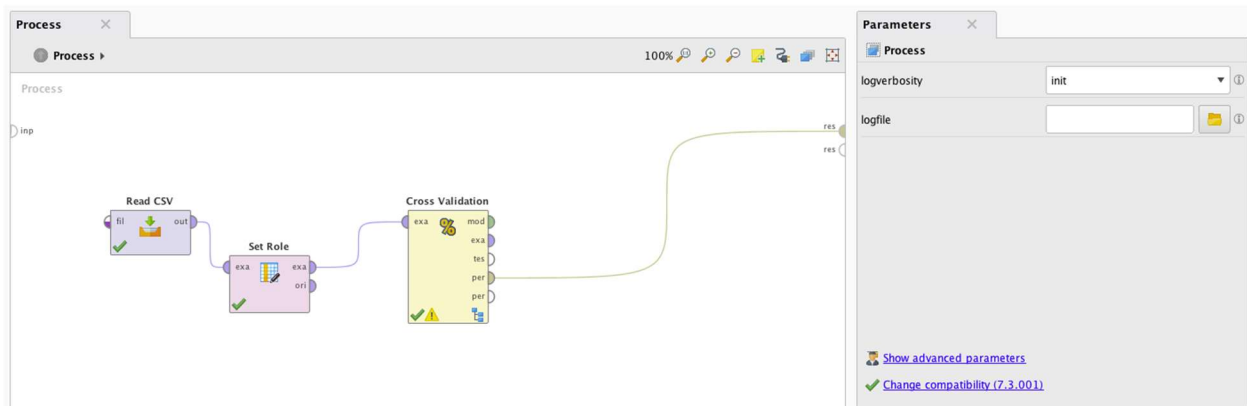 Process
Process
100%
Process
inp
res
res
Read CSV
fil out
Set Role
exa exa
ori
Cross Validation
exa mod
exa
tes
per
per
Parameters
Process
logverbosity init
logfile
Show advanced parameters
Change compatibility (7.3.001)